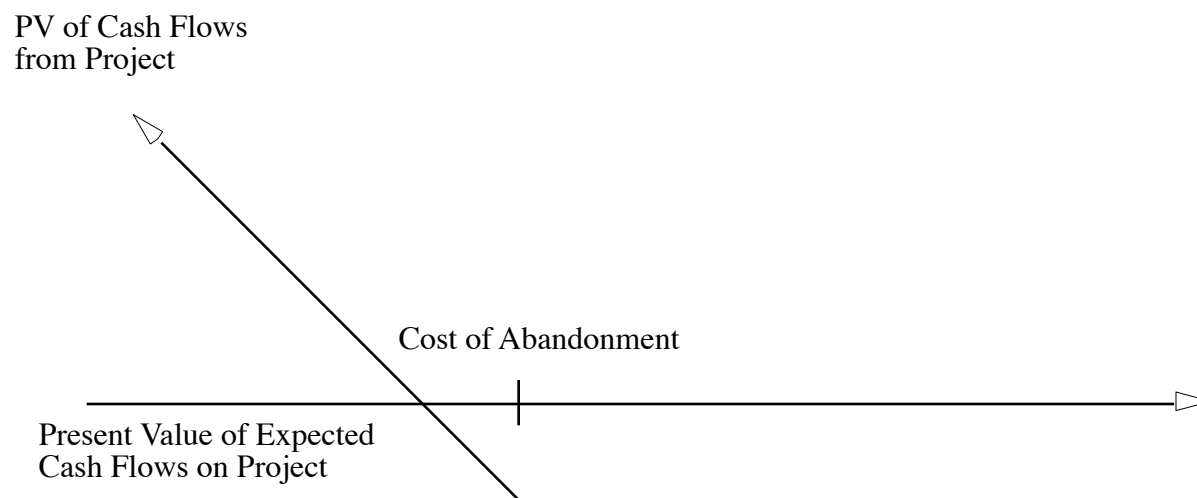 PV of Cash Flows
from Project
Cost of Abandonment
Present Value of Expected
Cash Flows on Project